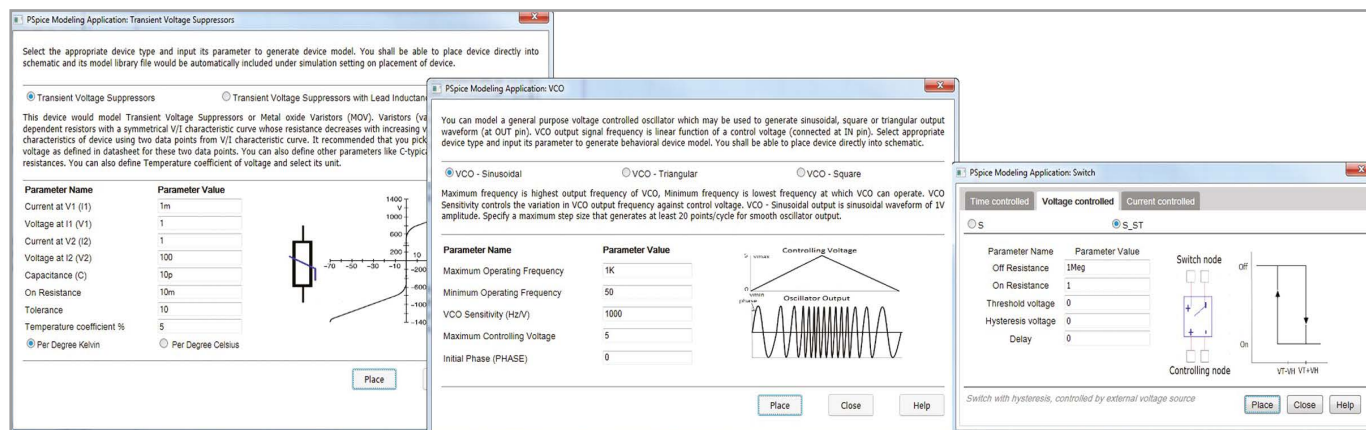 PSpice Modeling Application: Transient Voltage Suppressors
Select the appropriate device type and input its parameter to generate device model. You shall be able to place device directly into
schematic and its model library file would be automatically included under simulation setting on placement of device.
Transient Voltage Suppressors
Transient Voltage Suppressors with Lead Inductance
This device would model Transient Voltage Suppressors or Metal oxide Varistors (MOV). Varistors
dependent resistors with a symmetrical V/I characteristic curve whose resistance decreases with increasing
characteristics of device using two data points from V/I characteristic curve. It recommended that you pick
voltage as defined in datasheet for these two data points. You can also define other parameters like
resistances. You can also define Temperature coefficient of voltage and select its unit.
Parameter Name Parameter Value
Current at V1 (I1) 1m
Voltage at I1 (V1) 1
Current at V2 (I2) 1
Voltage at I2 (V2) 100
Capacitance (C) 10p
On Resistance 10m
Tolerance 10
Temperature coefficient % 5
Per Degree Kelvin
Per Degree Celsius
1400
V
1000
600
200
-70 -50 -30 -10
-200
-600
-1000
Place
PSpice Modeling Application: VCO
You can model a general purpose voltage controlled oscillator which may be used to generate sinusoidal, square or triangular output
waveform (at OUT pin). VCO output signal frequency is linear function of a control voltage (connected at IN pin). Select appropriate
device type and input its parameter to generate behavioral device model. You shall be able to place device directly into schematic.
VCO - Sinusoidal
VCO - Triangular
VCO - Square
Maximum frequency is highest output frequency of VCO, Minimum frequency is lowest frequency at which VCO can operate. VCO
Sensitivity controls the variation in VCO output frequency against control voltage. VCO - Sinusoidal output is sinusoidal waveform of 1V
amplitude. Specify a maximum step size that generates at least 20 points/cycle for smooth oscillator output.
Parameter Name Parameter Value
Maximum Operating Frequency 1K
Minimum Operating Frequency 50
VCO Sensitivity (Hz/V) 1000
Maximum Controlling Voltage 5
Initial Phase (PHASE) 0
Controlling Voltage
5 vmax
0
vmin
phase
Oscillator Output
Place
Close
Help
PSpice Modeling Application: Switch
Time controlled
Voltage controlled
Current controlled
S
S_ST
Parameter Name Parameter Value
Off Resistance 1Meg
On Resistance 1
Threshold voltage 0
Hysteresis voltage 0
Delay 0
Switch node
Controlling node
Off
On
VT-VH VT+VH
Switch with hysteresis, controlled by external voltage source
Place
Close
Help